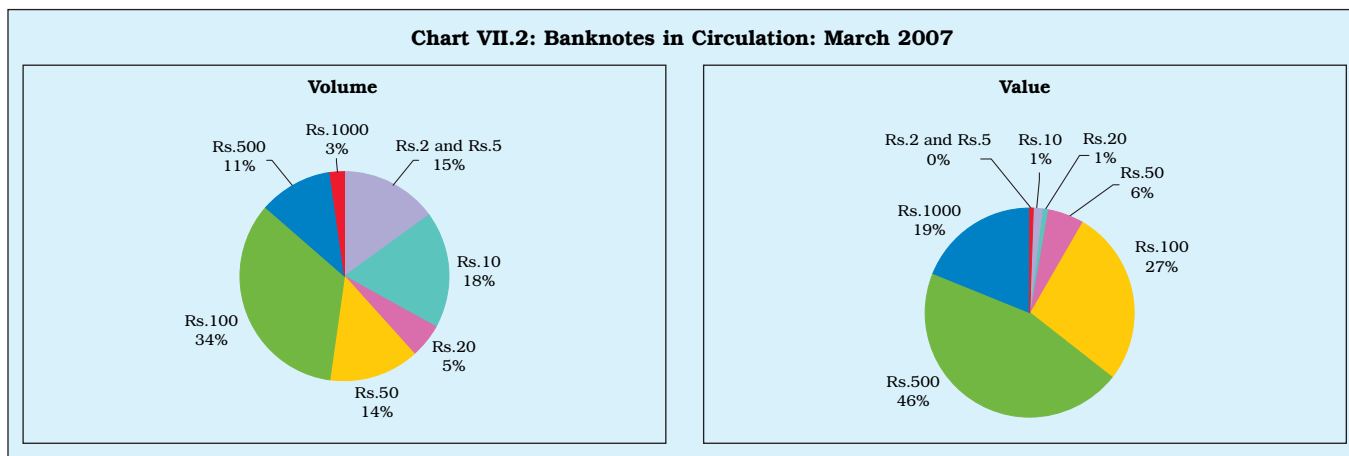 Chart VII.2: Banknotes in Circulation: March 2007
Volume
Rs.1000
3%
Rs.500
11%
Rs.2 and Rs.5
15%
Rs.10
18%
Rs.20
5%
Rs.50
14%
Rs.100
34%
Value
Rs.2 and Rs.5
0%
Rs.10
1%
Rs.20
1%
Rs.50
6%
Rs.100
27%
Rs.500
46%
Rs.1000
19%